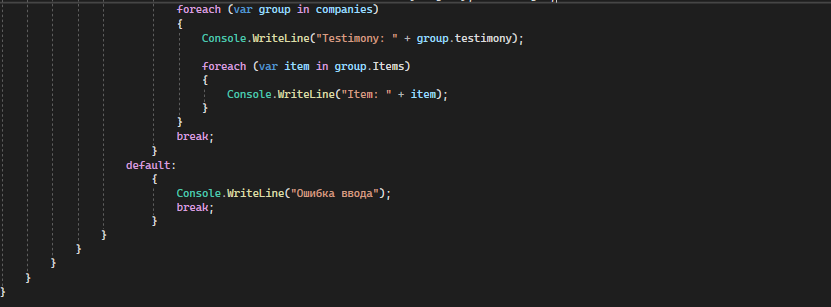 foreach (var group in companies)
{
Console.WriteLine("Testimony: " + group.testimony);
foreach (var item in group.Items)
{
Console.WriteLine("Item: " + item);
}
}
break;
}
default:
{
Console.WriteLine("Ошибка ввода");
break;
}
}
}
}
}
}